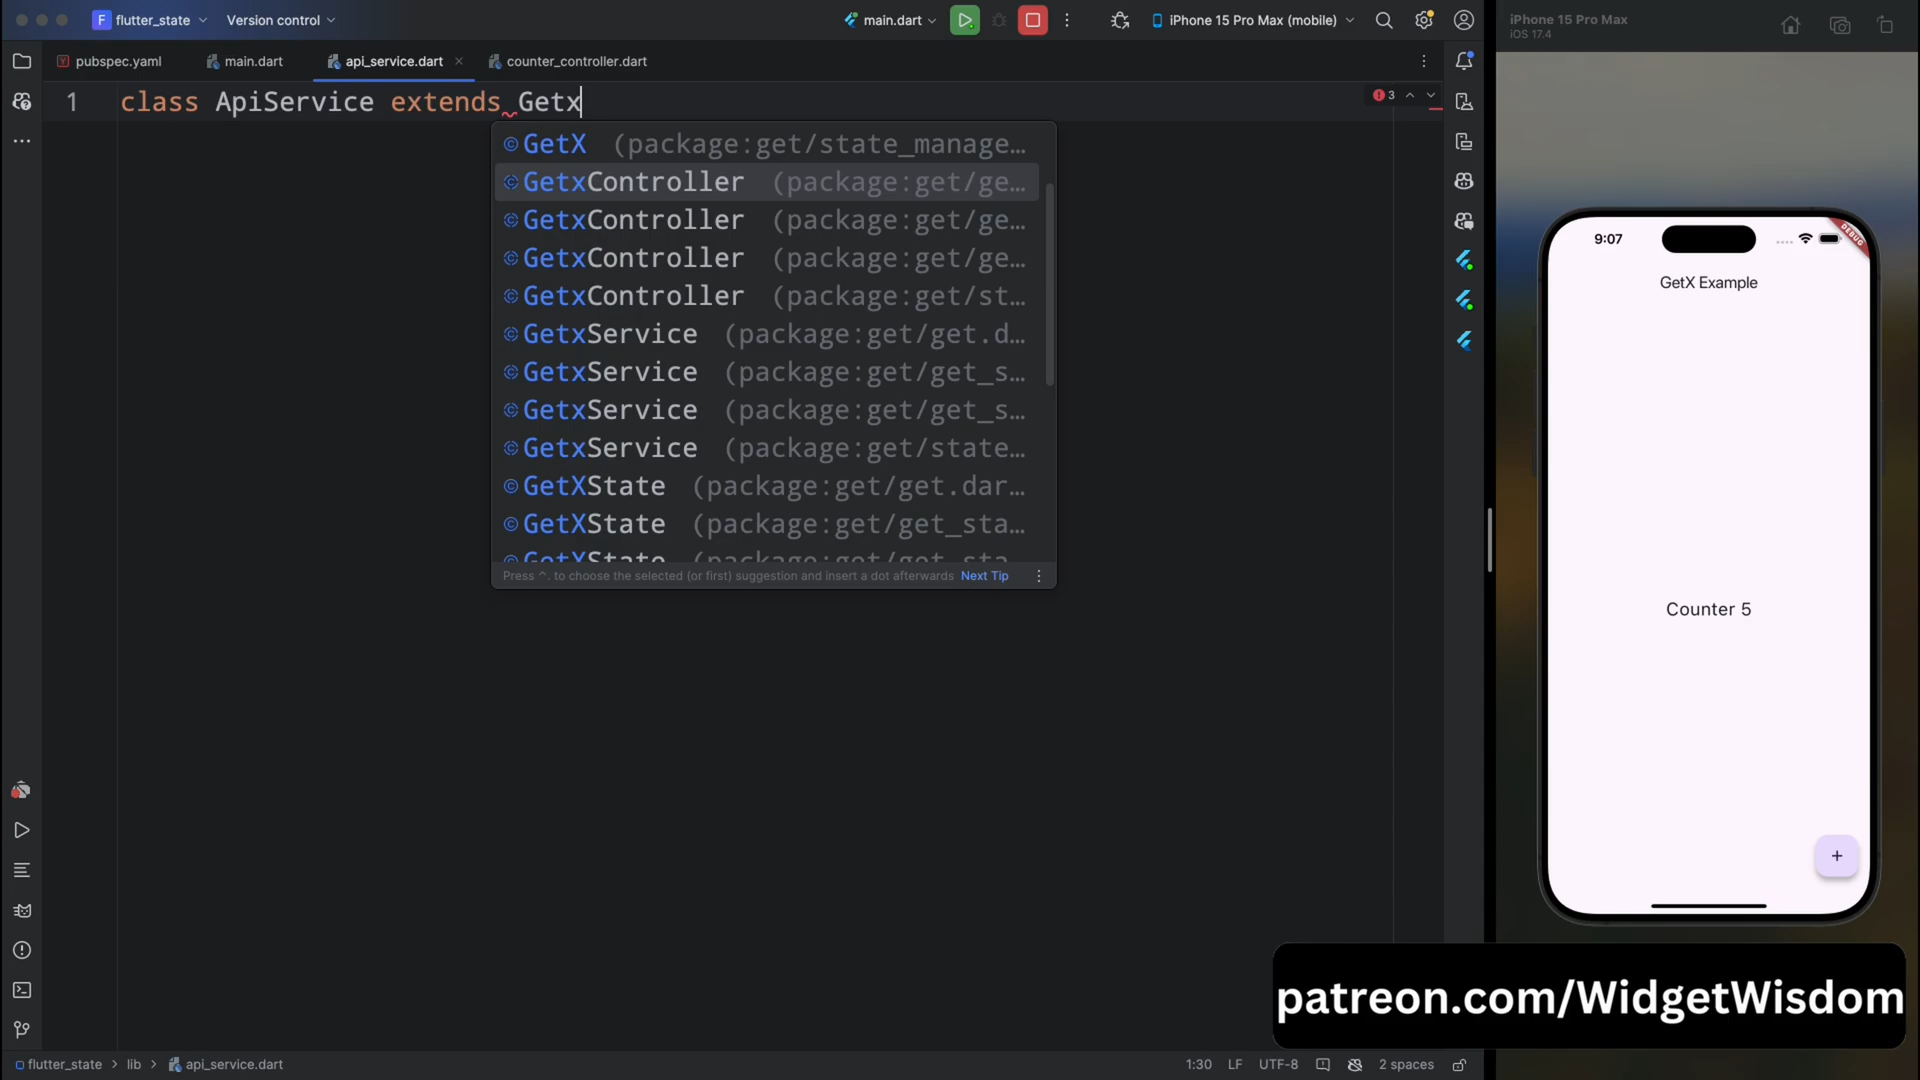 F flutter_state Version control main.dart iPhone 15 Pro Max (mobile)
iPhone 15 Pro Max
iOS 17.4
pubspec.yaml main.dart api_service.dart counter_controller.dart
1 class ApiService extends Getx
3
GetX (package:get/state_manage…
GetxController (package:get/ge…
GetxController (package:get/ge…
GetxController (package:get/ge…
GetxController (package:get/st…
GetxService (package:get/get.d…
GetxService (package:get/get_s…
GetxService (package:get/get_s…
GetxService (package:get/state…
GetXState (package:get/get.dar…
GetXState (package:get/get_sta…
GetXState (package:get/get_sta
Press ^. to choose the selected (or first) suggestion and insert a dot afterwards Next Tip
9:07
DEBUG
GetX Example
Counter 5
+
patreon.com/WidgetWisdom
flutter_state > lib > api_service.dart 1:30 LF UTF-8 2 spaces